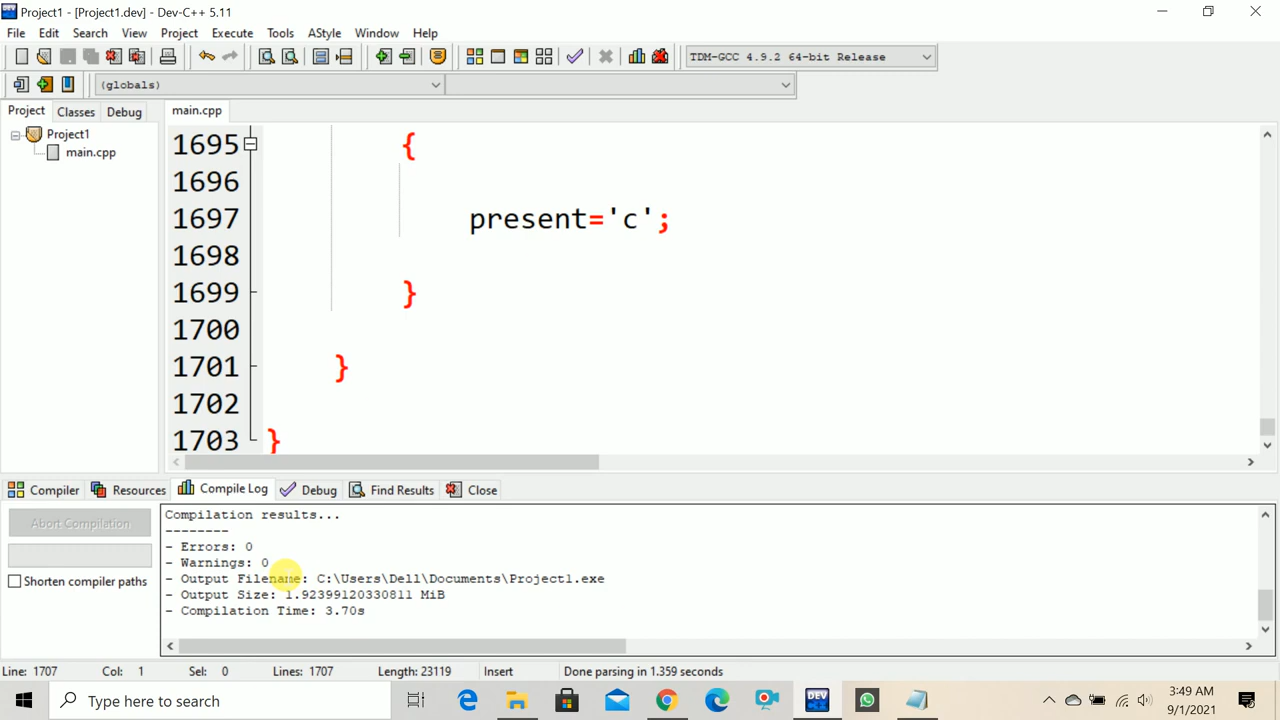 Project1 - [Project1.dev] - Dev-C++ 5.11
File Edit Search View Project Execute Tools AStyle Window Help
TDM-GCC 4.9.2 64-bit Release
(globals)
Project Classes Debug
main.cpp
Project1
main.cpp
1695 {
1696
1697 present='c';
1698
1699 }
1700
1701 }
1702
1703 }
Compiler Resources Compile Log Debug Find Results Close
Abort Compilation
Shorten compiler paths
Compilation results...
--------
- Errors: 0
- Warnings: 0
- Output Filename: C:\Users\Dell\Documents\Project1.exe
- Output Size: 1.92399120330811 MiB
- Compilation Time: 3.70s
Line: 1707 Col: 1 Sel: 0 Lines: 1707 Length: 23119 Insert Done parsing in 1.359 seconds
Type here to search
DEV
3:49 AM
9/1/2021